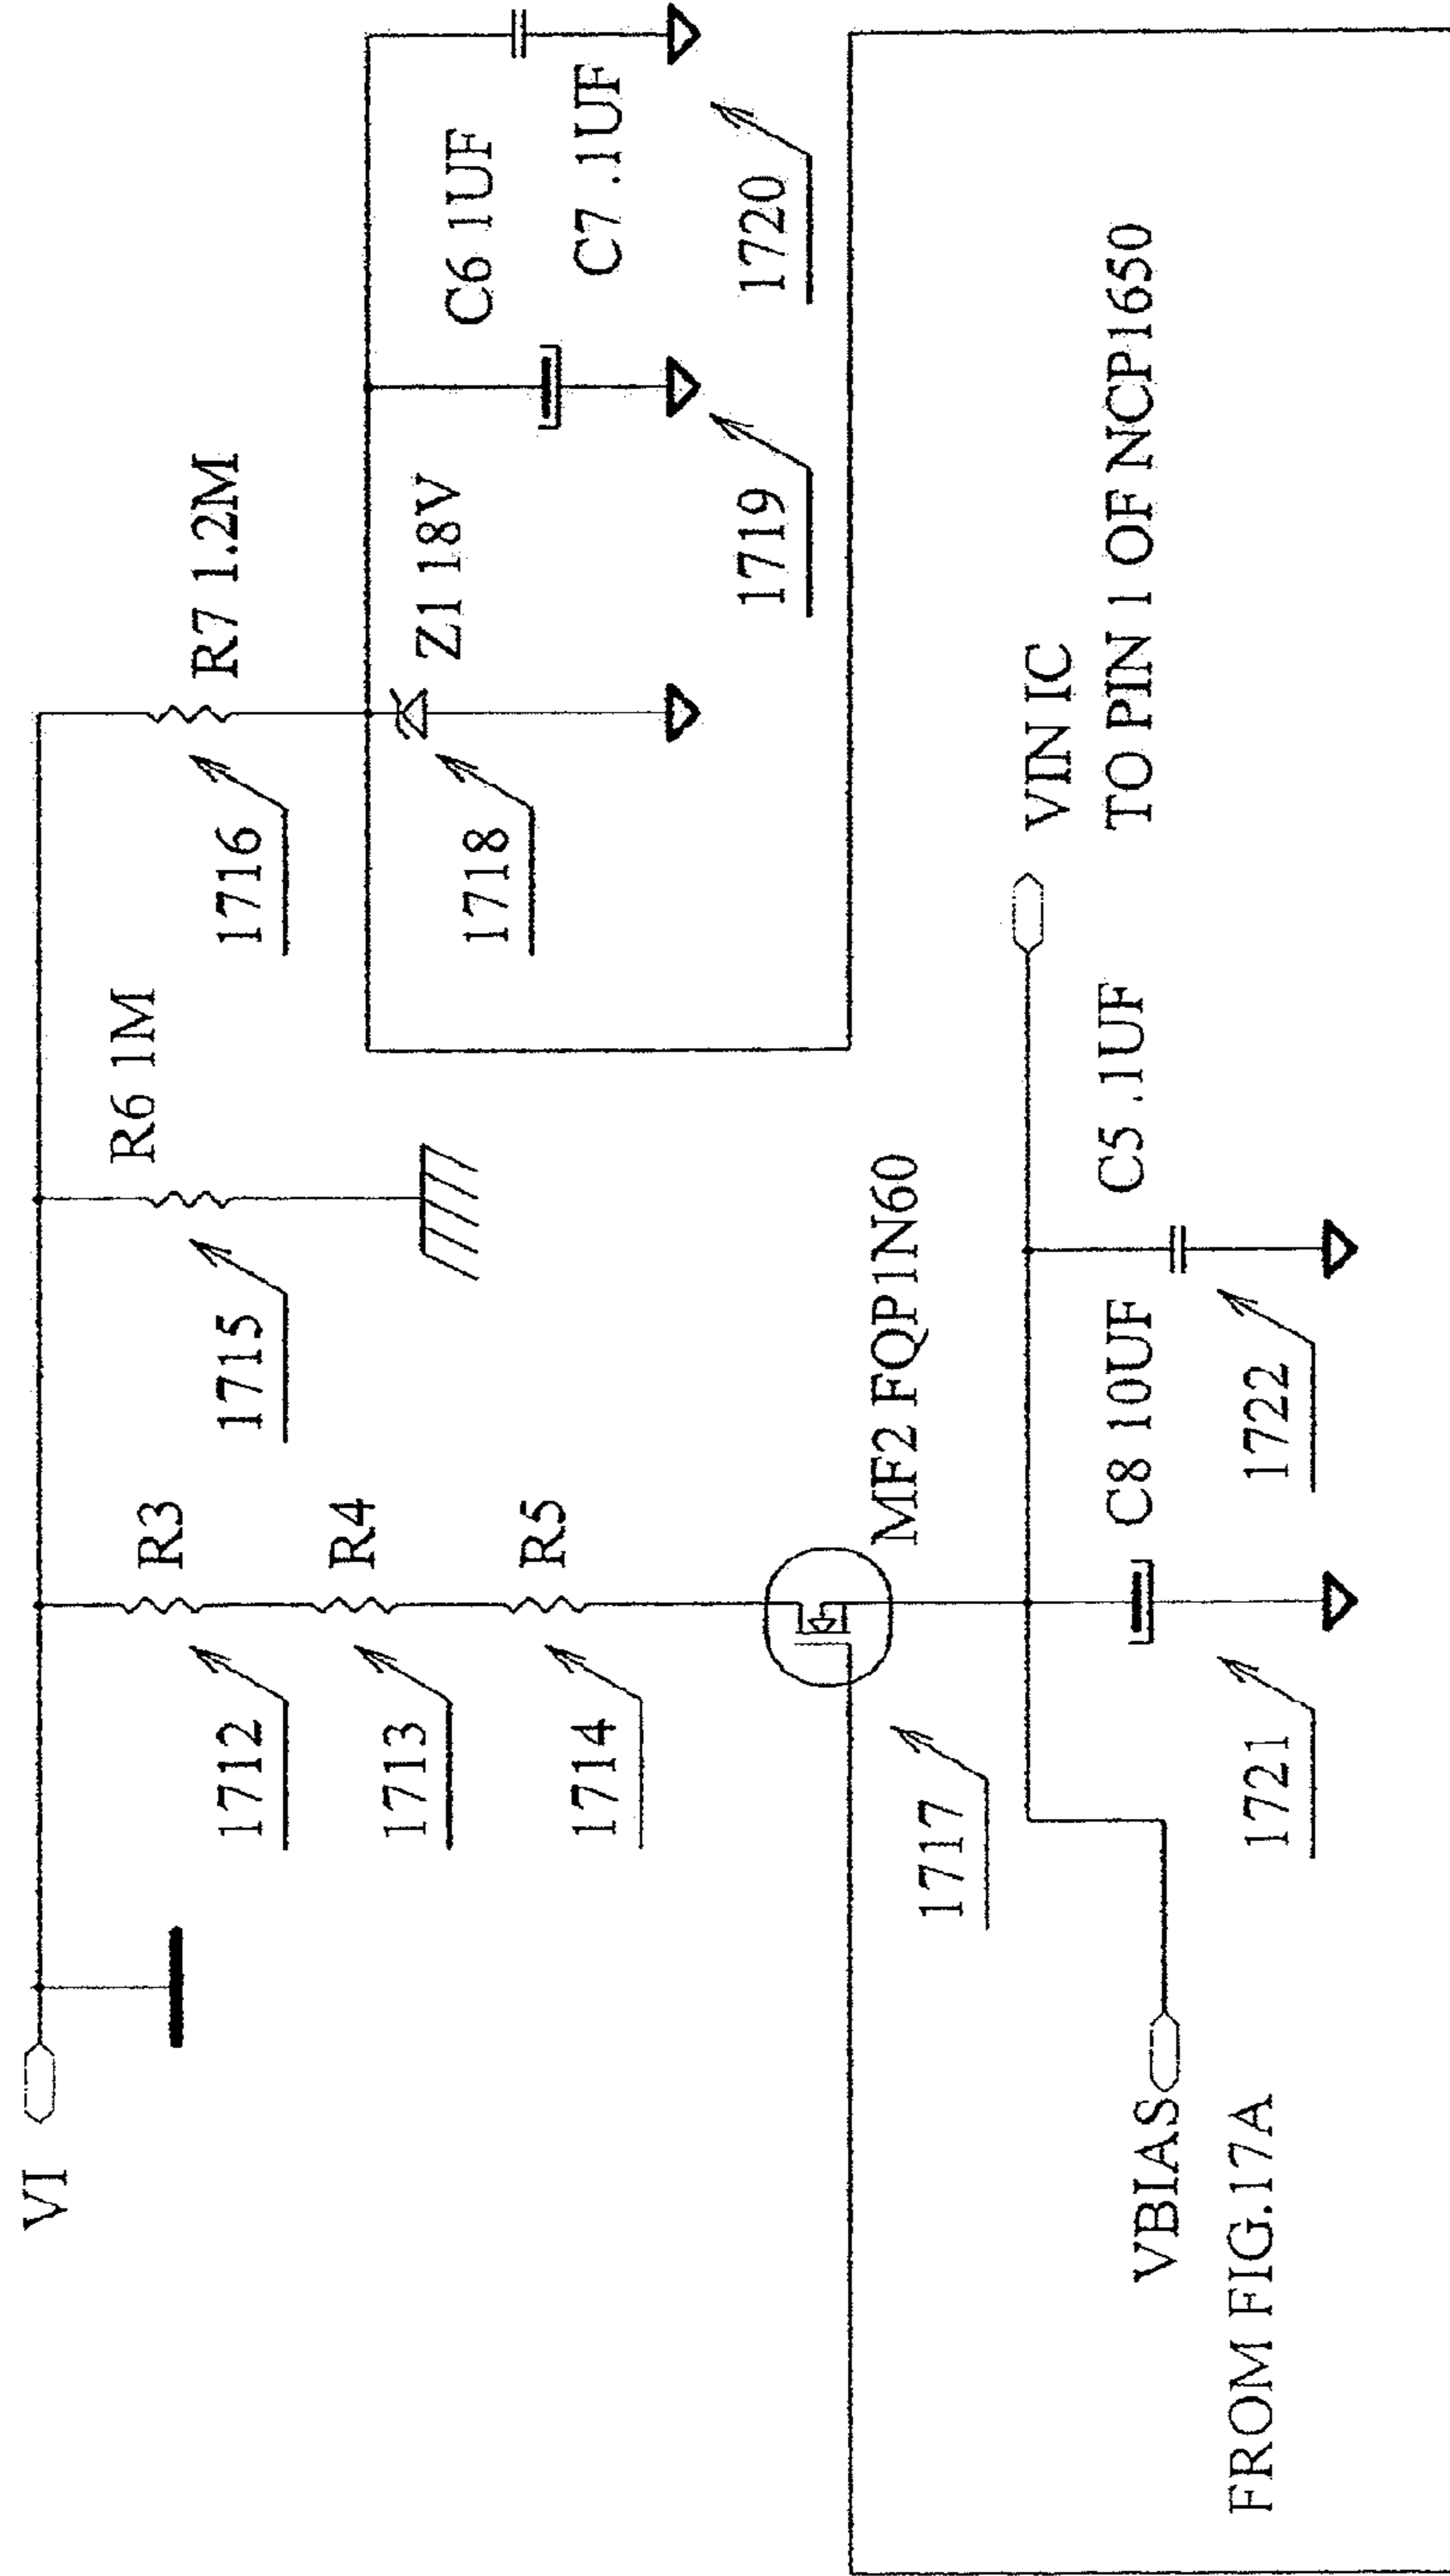 VI
R3
1712
R4
1713
R5
1714
R6 1M
1715
R7 1.2M
1716
Z1 18V
1718
C6 1UF
C7 .1UF
1719
1720
MF2 FQP1N60
1717
VIN IC
TO PIN 1 OF NCP1650
VBIAS
FROM FIG.17A
C8 10UF
1721
C5 .1UF
1722